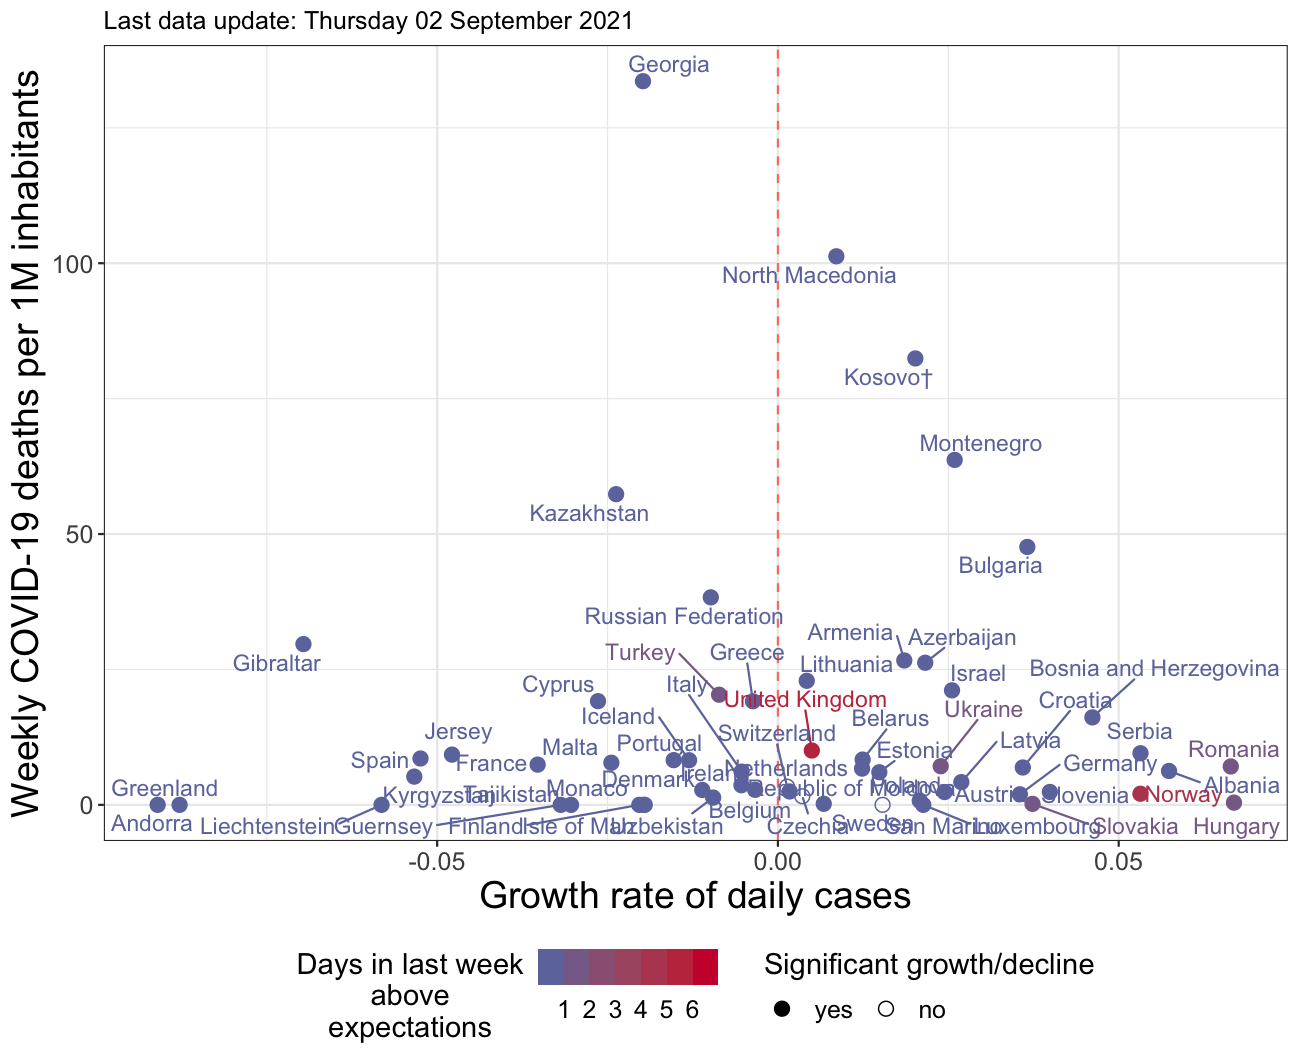 Last data update: Thursday 02 September 2021
Weekly COVID-19 deaths per 1M inhabitants
100
50
0
Georgia
North Macedonia
Kosovo†
Montenegro
Kazakhstan
Bulgaria
Russian Federation
Gibraltar
Armenia
Azerbaijan
Turkey
Greece
Lithuania
Israel
Bosnia and Herzegovina
Cyprus
Italy
United Kingdom
Ukraine
Croatia
Iceland
Belarus
Jersey
Switzerland
Serbia
Malta
Portugal
Estonia
Latvia
Romania
Spain
France
Denmark
Ireland
Netherlands
Germany
Greenland
Kyrgyzstan
Tajikistan
Monaco
Republic of Moldova
Poland
Austria
Slovenia
Norway
Albania
Belgium
Andorra
Liechtenstein
Guernsey
Finland
Isle of Man
Uzbekistan
Czechia
Sweden
San Marino
Luxembourg
Slovakia
Hungary
-0.05
0.00
0.05
Growth rate of daily cases
Days in last week
above
expectations
1 2 3 4 5 6
Significant growth/decline
yes
no